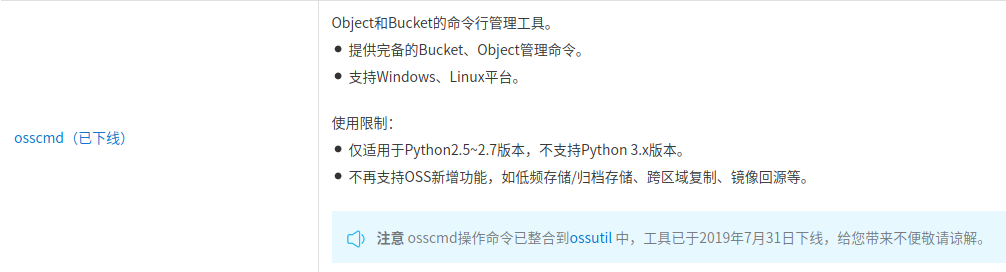 Object和Bucket的命令行管理工具。
● 提供完备的Bucket、Object管理命令。
● 支持Windows、Linux平台。
osscmd（已下线）
使用限制：
● 仅适用于Python2.5~2.7版本，不支持Python 3.x版本。
● 不再支持OSS新增功能，如低频存储/归档存储、跨区域复制、镜像回源等。
注意 osscmd操作命令已整合到ossutil 中，工具已于2019年7月31日下线，给您带来不便敬请谅解。